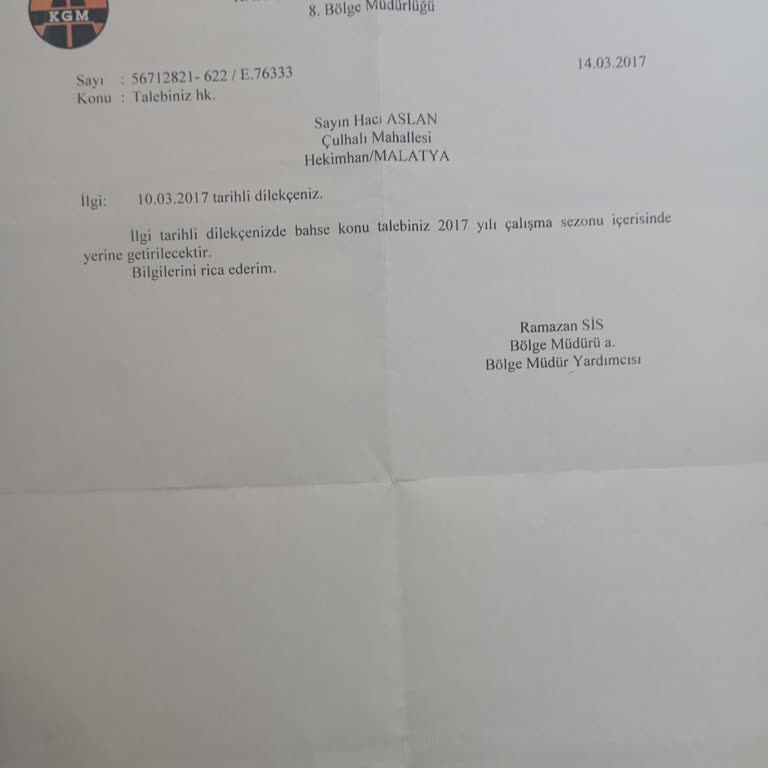 KGM
8. Bölge Müdürlüğü
14.03.2017
Sayı : 56712821- 622 / E.76333
Konu : Talebiniz hk.
Sayın Hacı ASLAN
Çulhalı Mahallesi
Hekimhan/MALATYA
İlgi: 10.03.2017 tarihli dilekçeniz.
İlgi tarihli dilekçenizde bahse konu talebiniz 2017 yılı çalışma sezonu içerisinde
yerine getirilecektir.
Bilgilerini rica ederim.
Ramazan SİS
Bölge Müdürü a.
Bölge Müdür Yardımcısı